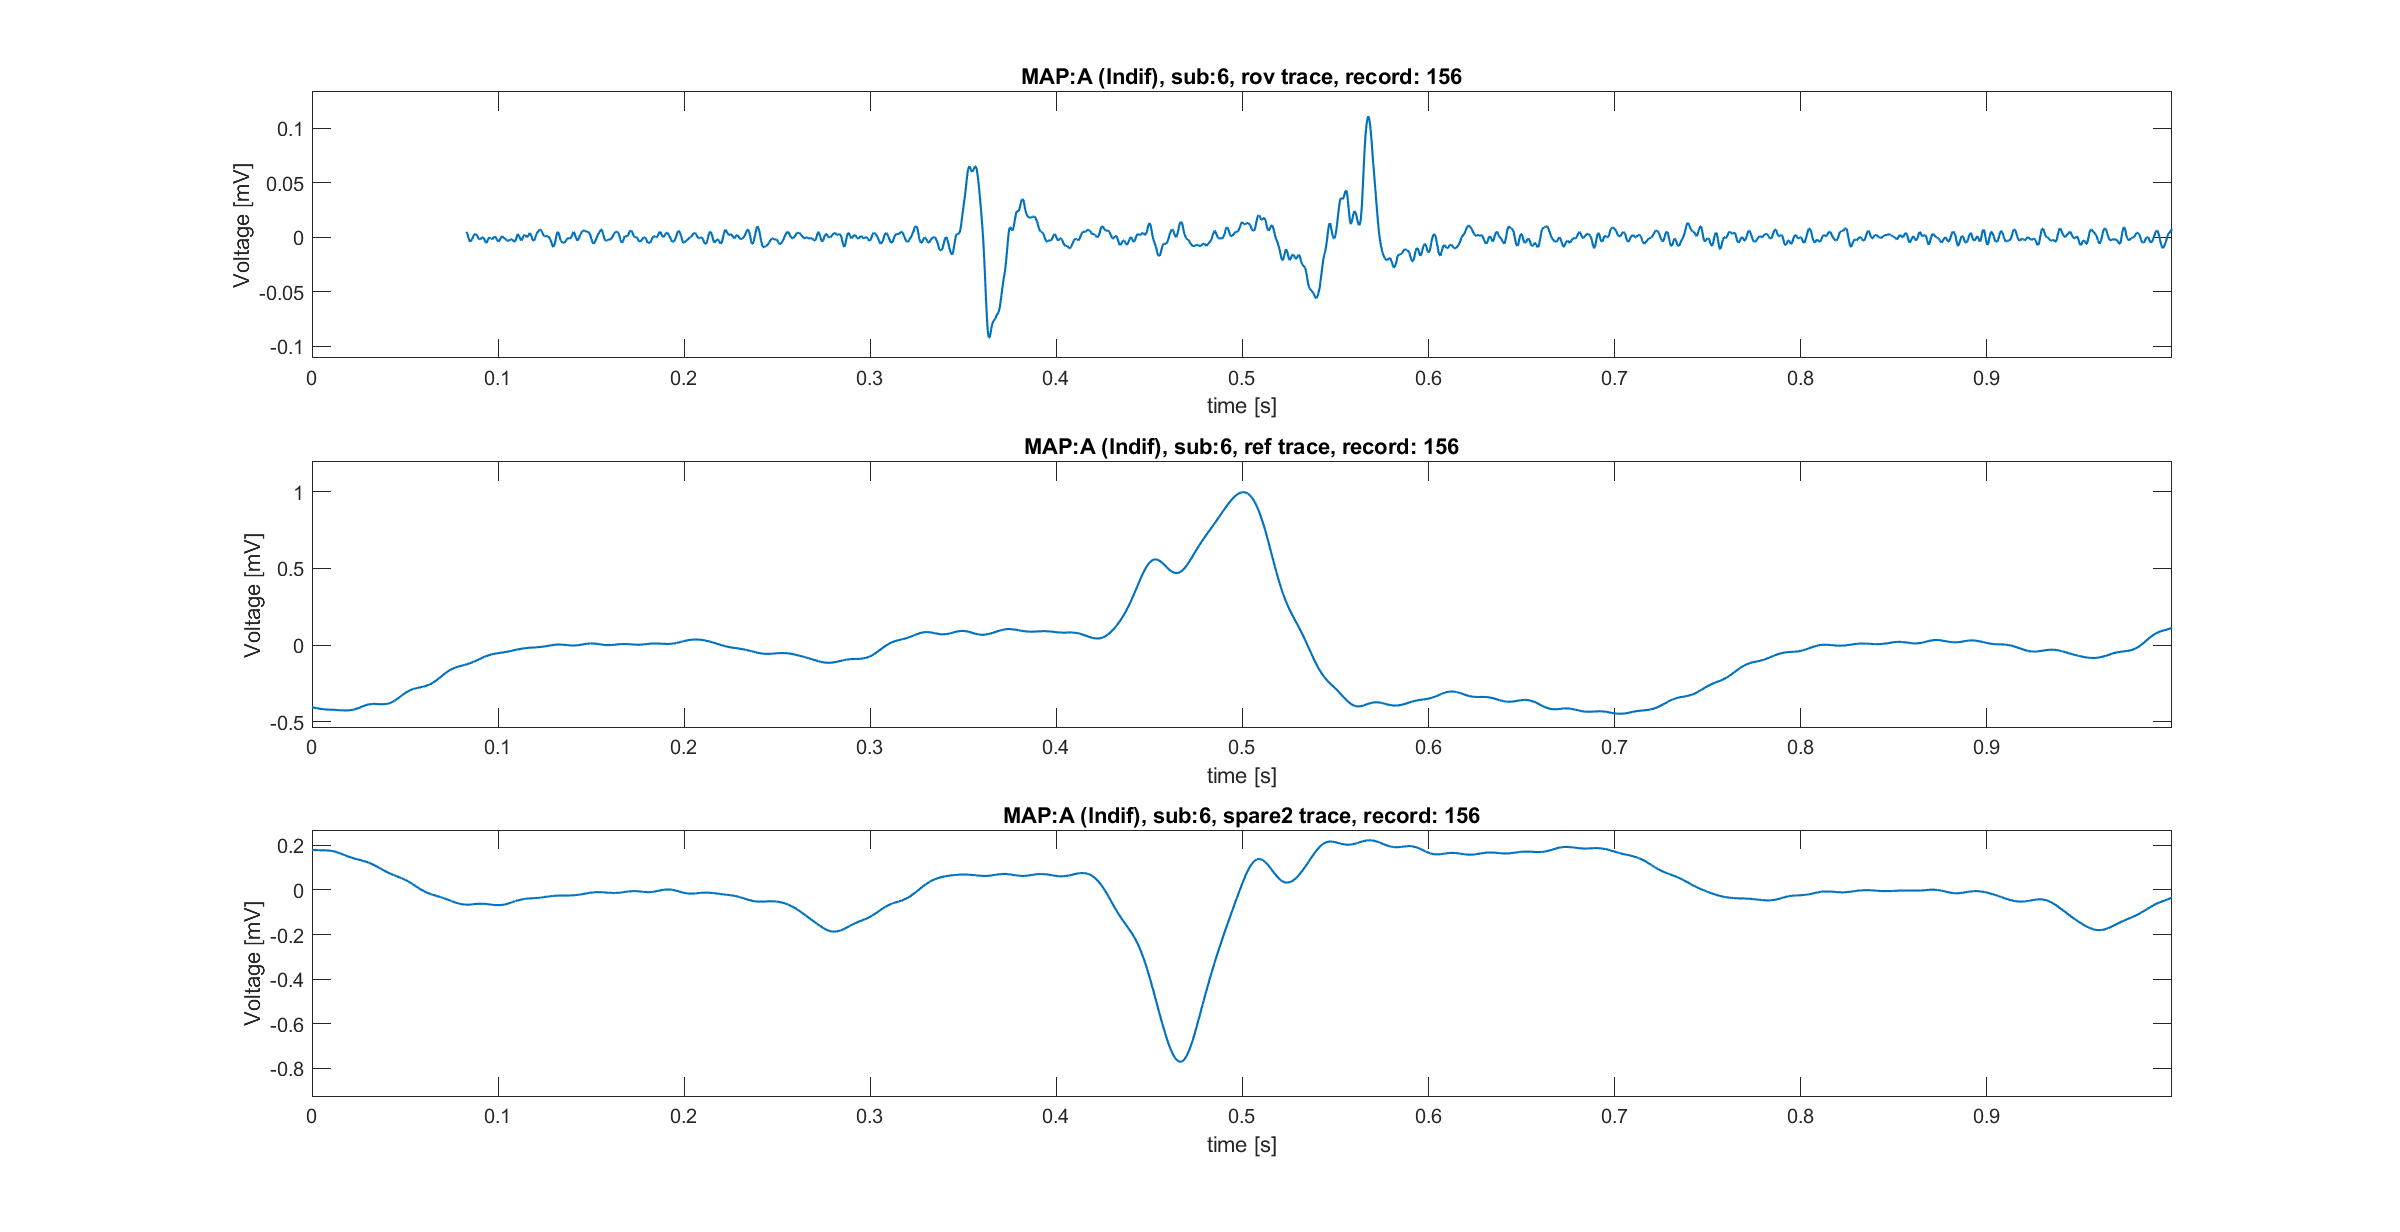 MAP:A (Indif), sub:6, rov trace, record: 156
Voltage [mV]
0.1
0.05
0
-0.05
-0.1
0 0.1 0.2 0.3 0.4 0.5 0.6 0.7 0.8 0.9
time [s]
MAP:A (Indif), sub:6, ref trace, record: 156
Voltage [mV]
1
0.5
0
-0.5
0 0.1 0.2 0.3 0.4 0.5 0.6 0.7 0.8 0.9
time [s]
MAP:A (Indif), sub:6, spare2 trace, record: 156
Voltage [mV]
0.2
0
-0.2
-0.4
-0.6
-0.8
0 0.1 0.2 0.3 0.4 0.5 0.6 0.7 0.8 0.9
time [s]